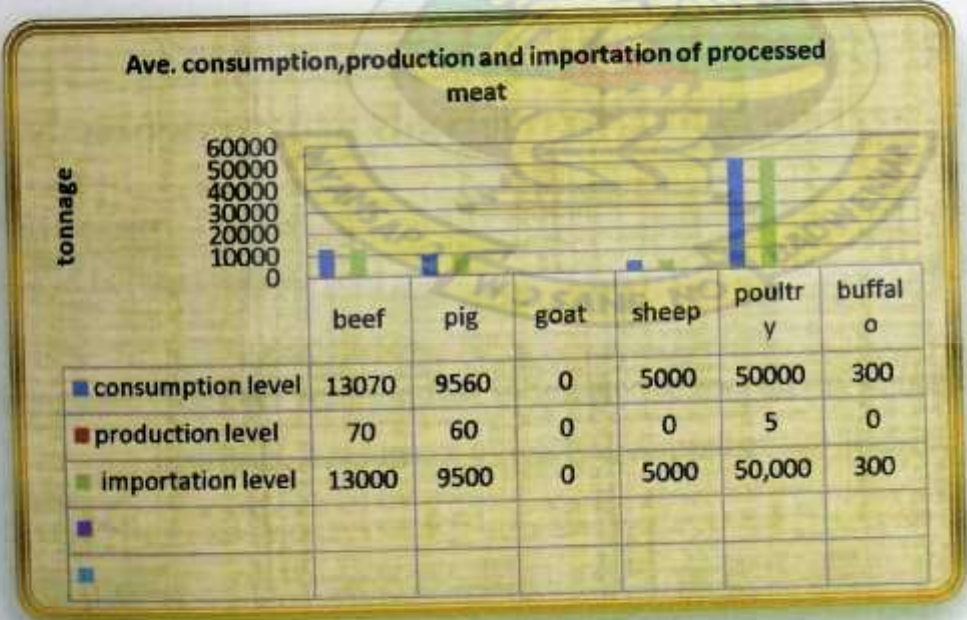 Ave. consumption,production and importation of processed
meat
tonnage
60000
50000
40000
30000
20000
10000
0
beef pig goat sheep poultr
y buffal
o
consumption level 13070 9560 0 5000 50000 300
production level 70 60 0 0 5 0
importation level 13000 9500 0 5000 50,000 300